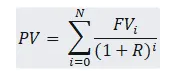 PV = \sum_{i=0}^{N} \frac{FV_i}{(1 + R)^i}